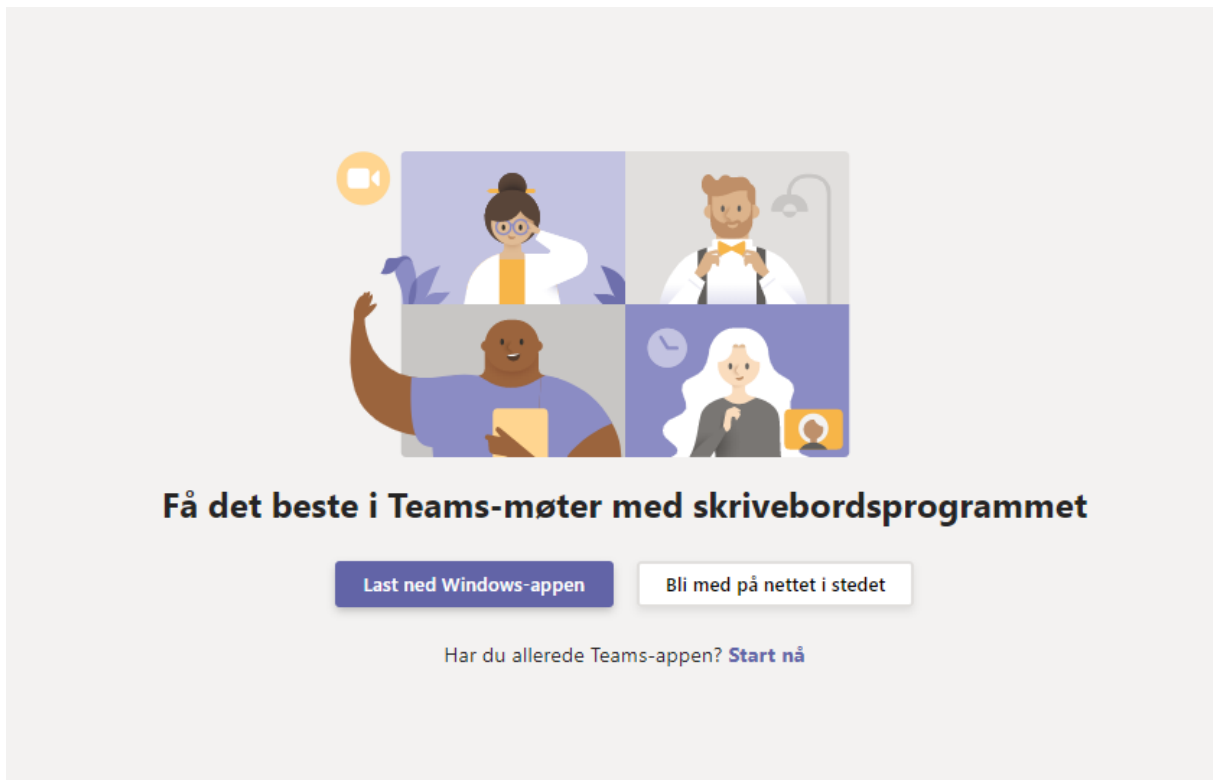 Få det beste i Teams-møter med skrivebordsprogrammet
Last ned Windows-appen
Bli med på nettet i stedet
Har du allerede Teams-appen? Start nå